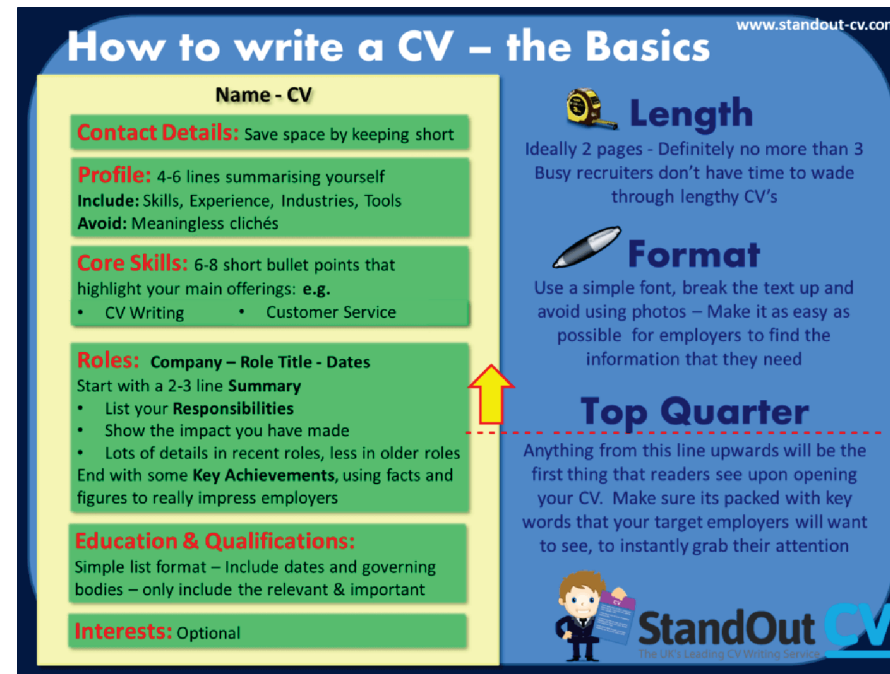 www.standout-cv.com
How to write a CV – the Basics
Name - CV
Contact Details: Save space by keeping short
Profile: 4-6 lines summarising yourself
Include: Skills, Experience, Industries, Tools
Avoid: Meaningless clichés
Core Skills: 6-8 short bullet points that
highlight your main offerings: e.g.
• CV Writing • Customer Service
Roles: Company – Role Title - Dates
Start with a 2-3 line Summary
• List your Responsibilities
• Show the impact you have made
• Lots of details in recent roles, less in older roles
End with some Key Achievements, using facts and
figures to really impress employers
Education & Qualifications:
Simple list format – Include dates and governing
bodies – only include the relevant & important
Interests: Optional
Length
Ideally 2 pages - Definitely no more than 3
Busy recruiters don’t have time to wade
through lengthy CV’s
Format
Use a simple font, break the text up and
avoid using photos – Make it as easy as
possible for employers to find the
information that they need
Top Quarter
Anything from this line upwards will be the
first thing that readers see upon opening
your CV. Make sure its packed with key
words that your target employers will want
to see, to instantly grab their attention
StandOut CV
The UK's Leading CV Writing Service